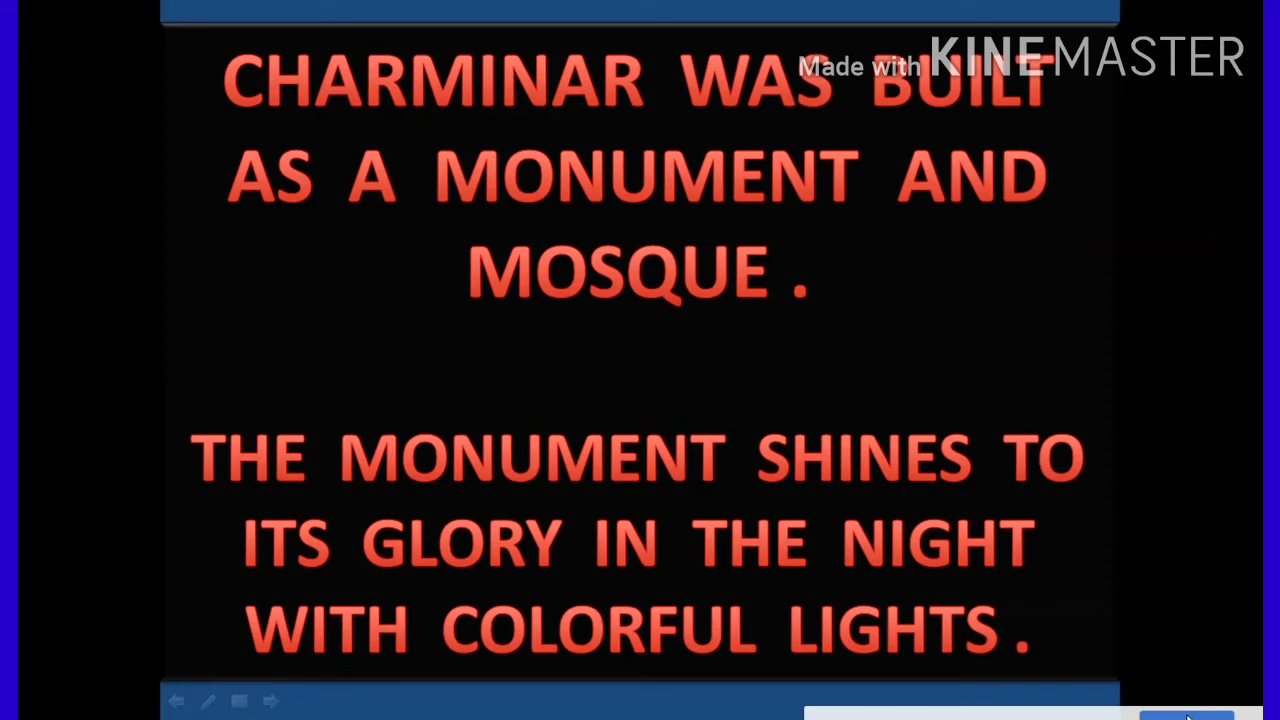 Made with KINEMASTER
CHARMINAR WAS BUILT
AS A MONUMENT AND
MOSQUE .
THE MONUMENT SHINES TO
ITS GLORY IN THE NIGHT
WITH COLORFUL LIGHTS .